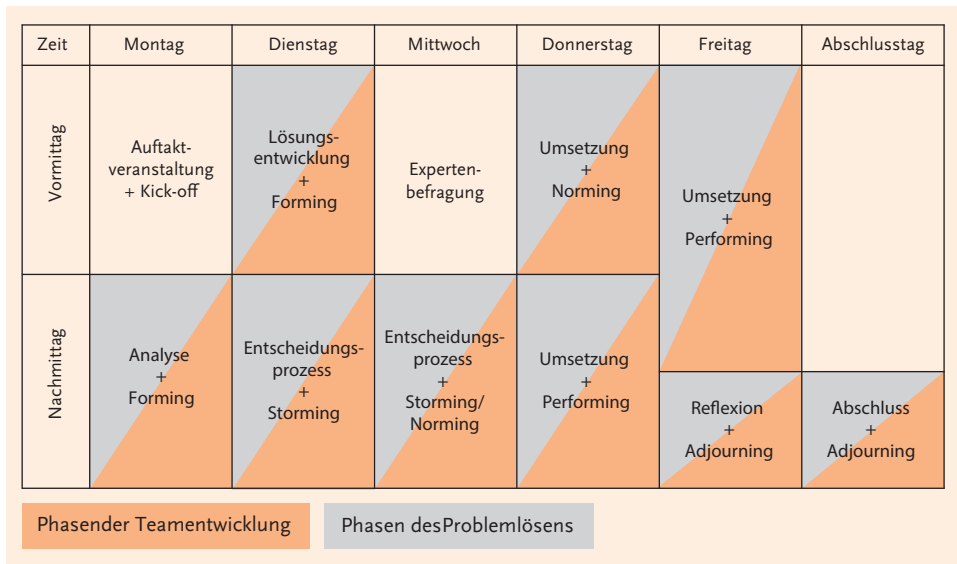 Zeit Montag Dienstag Mittwoch Donnerstag Freitag Abschlusstag
Vormittag
Auftakt-
veranstaltung
+ Kick-off
Lösungs-
entwicklung
+
Forming
Experten-
befragung
Umsetzung
+
Norming
Umsetzung
+
Performing
Nachmittag
Analyse
+
Forming
Entscheidungs-
prozess
+
Storming
Entscheidungs-
prozess
+
Storming/
Norming
Umsetzung
+
Performing
Reflexion
+
Adjourning
Abschluss
+
Adjourning
Phasender Teamentwicklung
Phasen desProblemlösens